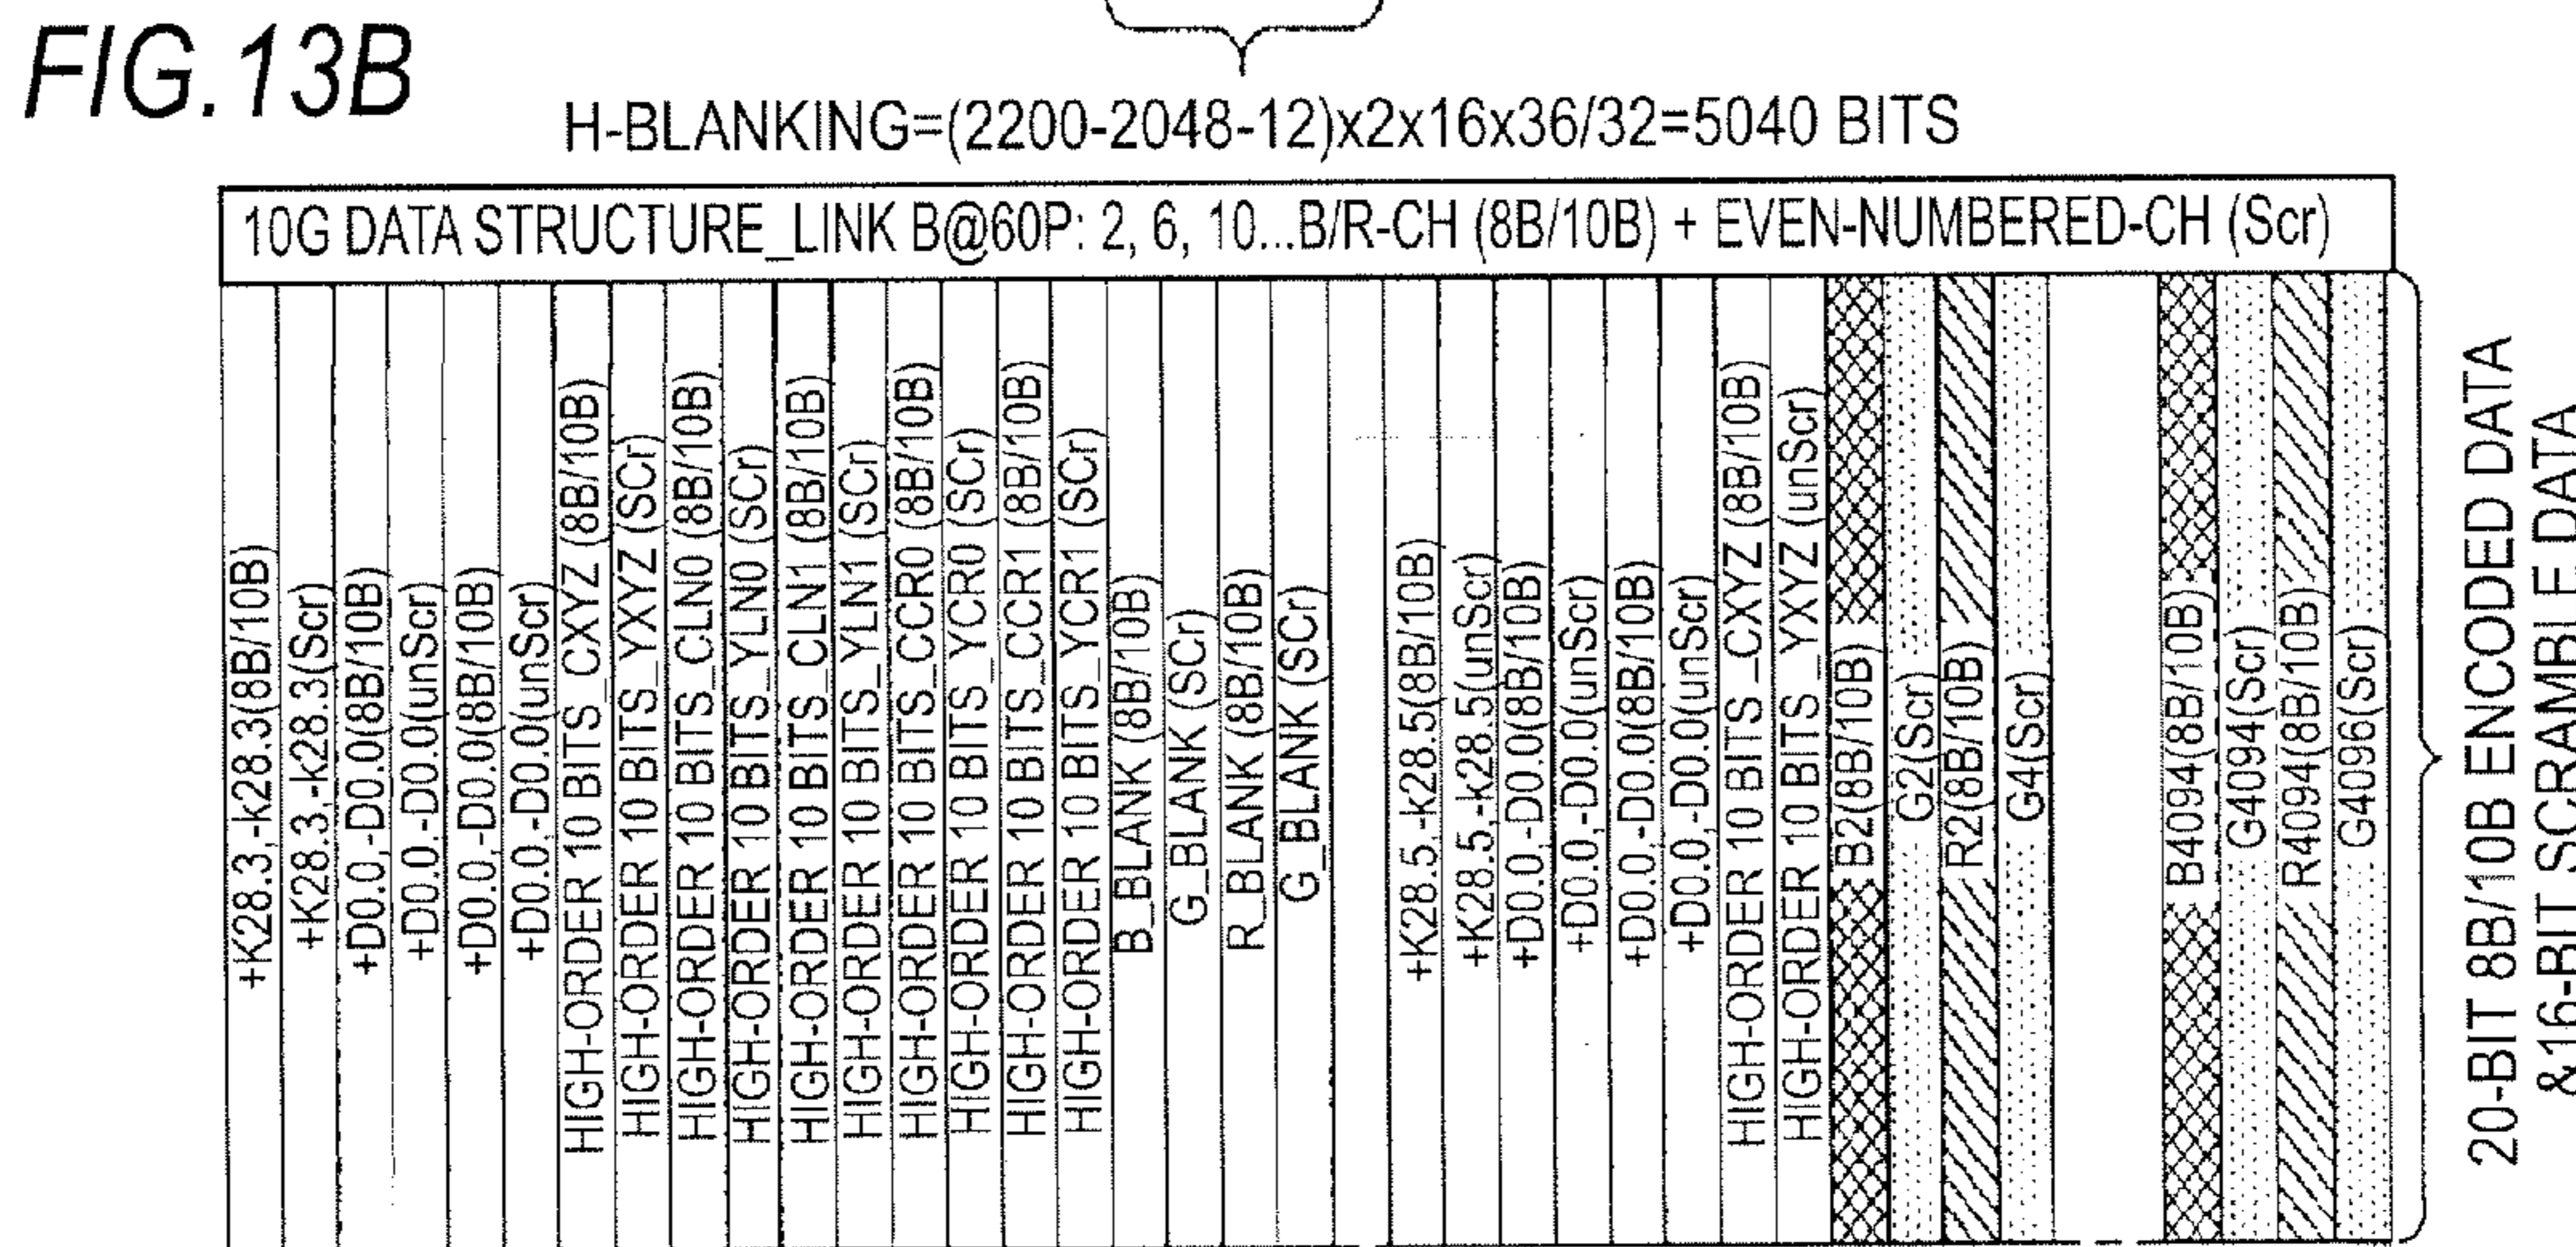 FIG.13B
H-BLANKING=(2200-2048-12)x2x16x36/32=5040 BITS
10G DATA STRUCTURE_LINK B@60P: 2, 6, 10...B/R-CH (8B/10B) + EVEN-NUMBERED-CH (Scr)
+K28.3,-k28.3(8B/10B)
+K28.3,-k28.3(Scr)
+D0.0,-D0.0(8B/10B)
+D0.0,-D0.0(unScr)
+D0.0,-D0.0(8B/10B)
+D0.0,-D0.0(unScr)
HIGH-ORDER 10 BITS_CXYZ (8B/10B)
HIGH-ORDER 10 BITS_YXYZ (SCr)
HIGH-ORDER 10 BITS_CLN0 (8B/10B)
HIGH-ORDER 10 BITS_YLN0 (SCr)
HIGH-ORDER 10 BITS_CLN1 (8B/10B)
HIGH-ORDER 10 BITS_YLN1 (SCr)
HIGH-ORDER 10 BITS_CCR0 (8B/10B)
HIGH-ORDER 10 BITS_YCR0 (SCr)
HIGH-ORDER 10 BITS_CCR1 (8B/10B)
HIGH-ORDER 10 BITS_YCR1 (SCr)
B_BLANK (8B/10B)
G_BLANK (SCr)
R_BLANK (8B/10B)
G_BLANK (SCr)
+K28.5,-k28.5(8B/10B)
+K28.5,-k28.5(unScr)
+D0.0,-D0.0(8B/10B)
+D0.0,-D0.0(unScr)
+D0.0,-D0.0(8B/10B)
+D0.0,-D0.0(unScr)
HIGH-ORDER 10 BITS_CXYZ (8B/10B)
HIGH-ORDER 10 BITS_YXYZ (unScr)
B2(8B/10B)
G2(Scr)
R2(8B/10B)
G4(Scr)
B4094(8B/10B)
G4094(Scr)
R4094(8B/10B)
G4096(Scr)
20-BIT 8B/10B ENCODED DATA
&16-BIT SCRAMBLE DATA